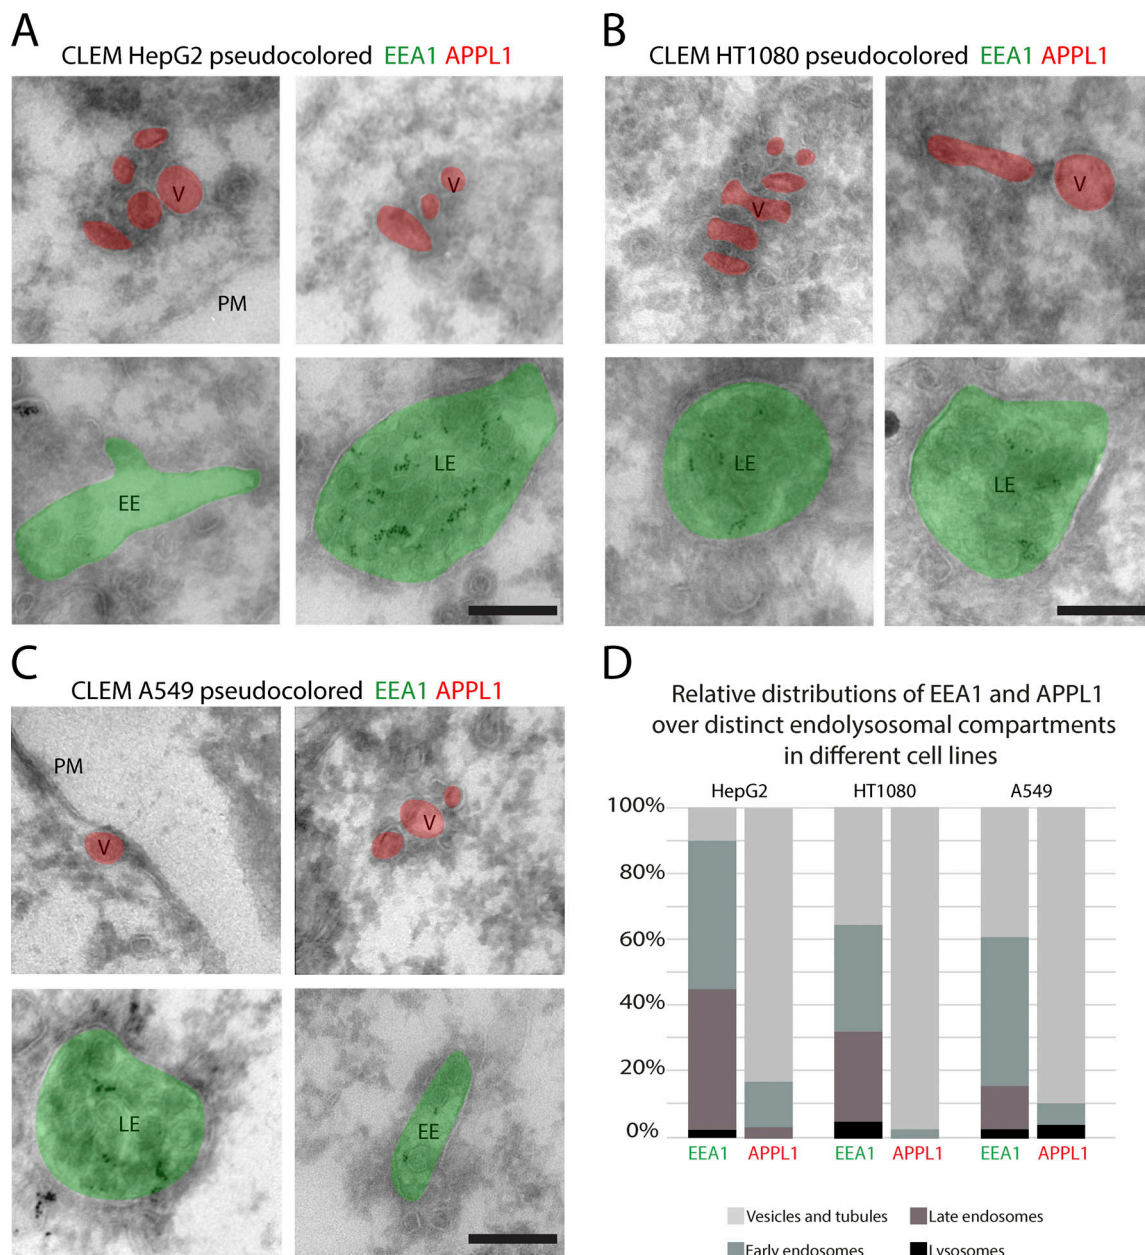 A
CLEM HepG2 pseudocolored EEA1 APPL1
V
V
PM
EE
LE
B
CLEM HT1080 pseudocolored EEA1 APPL1
V
V
LE
LE
C
CLEM A549 pseudocolored EEA1 APPL1
PM
V
V
LE
EE
D
Relative distributions of EEA1 and APPL1
over distinct endolysosomal compartments
in different cell lines
HepG2 HT1080 A549
100%
80%
60%
40%
20%
0%
EEA1 APPL1 EEA1 APPL1 EEA1 APPL1
Vesicles and tubules Late endosomes
Early endosomes Lysosomes